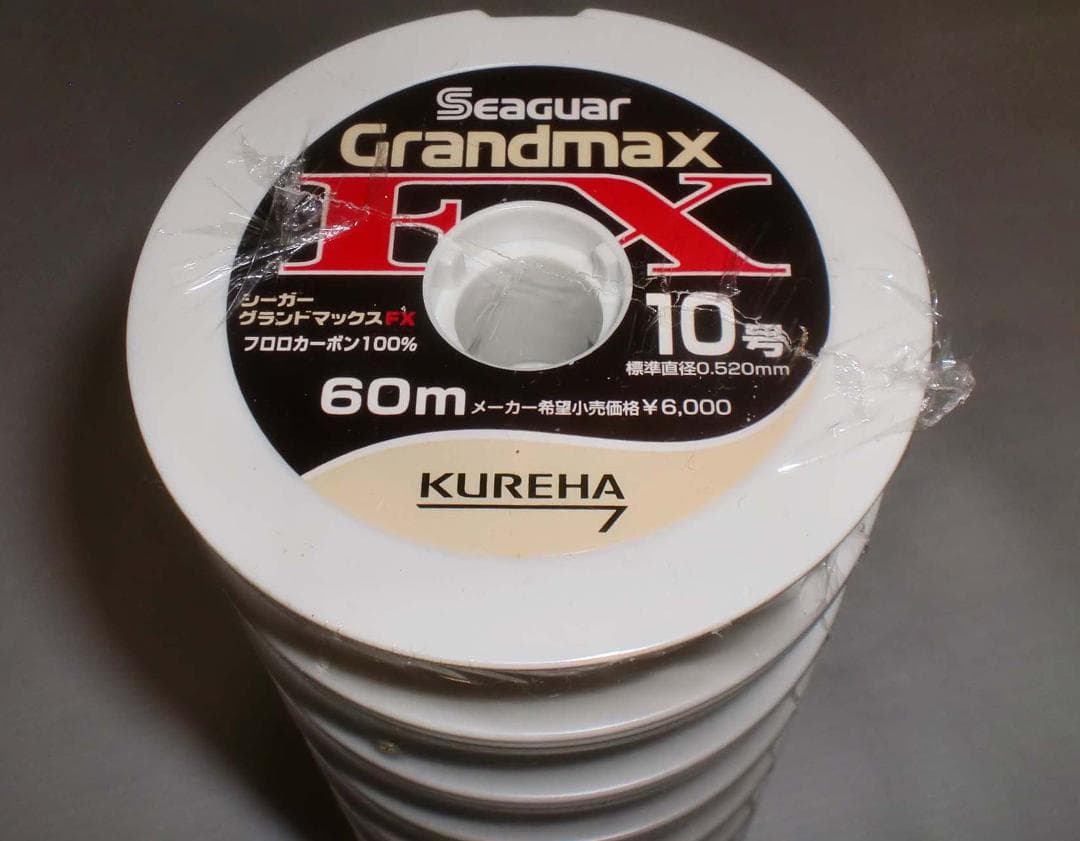 Seaguar
Grandmax
FX
シーガー
グランドマックスFX
フロロカーボン100%
10号
標準直径0.520mm
60m メーカー希望小売価格¥6,000
KUREHA